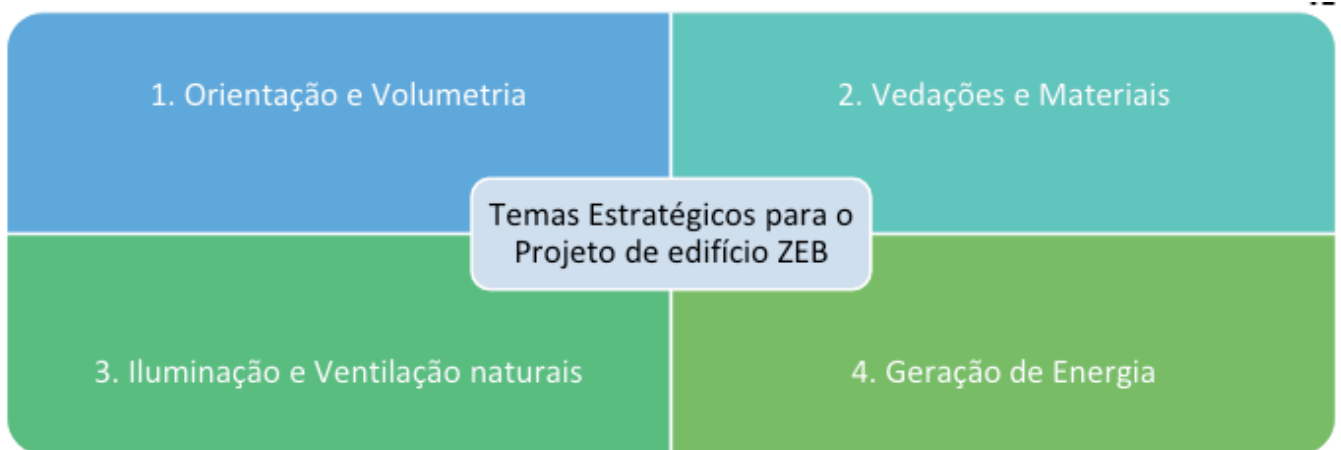 1. Orientação e Volumetria
2. Vedações e Materiais
Temas Estratégicos para o
Projeto de edifício ZEB
3. Iluminação e Ventilação naturais
4. Geração de Energia